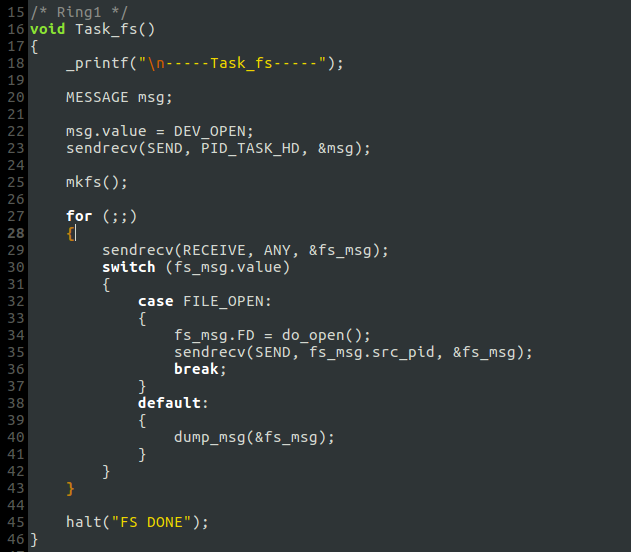 15 /* Ring1 */
16 void Task_fs()
17 {
18     _printf("\n-----Task_fs-----");
19
20     MESSAGE msg;
21
22     msg.value = DEV_OPEN;
23     sendrecv(SEND, PID_TASK_HD, &msg);
24
25     mkfs();
26
27     for (;;)
28     {
29         sendrecv(RECEIVE, ANY, &fs_msg);
30         switch (fs_msg.value)
31         {
32             case FILE_OPEN:
33             {
34                 fs_msg.FD = do_open();
35                 sendrecv(SEND, fs_msg.src_pid, &fs_msg);
36                 break;
37             }
38             default:
39             {
40                 dump_msg(&fs_msg);
41             }
42         }
43     }
44
45     halt("FS DONE");
46 }